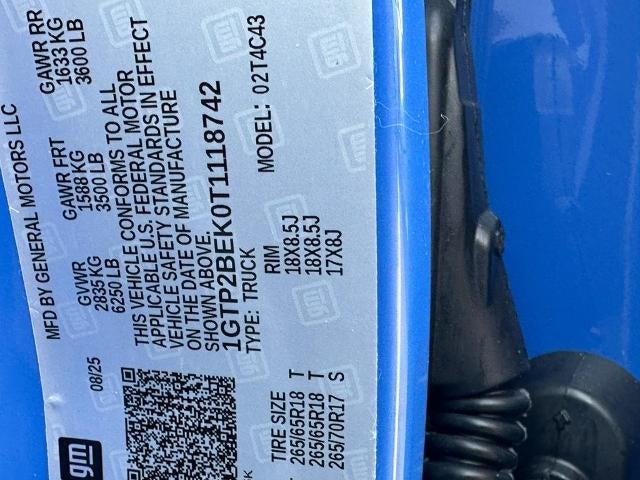 gm
MFD BY GENERAL MOTORS LLC
08/25 GVWR GAWR FRT GAWR RR
2835KG 1588 KG 1633 KG
6250 LB 3500 LB 3600 LB
THIS VEHICLE CONFORMS TO ALL
APPLICABLE U.S. FEDERAL MOTOR
VEHICLE SAFETY STANDARDS IN EFFECT
ON THE DATE OF MANUFACTURE
SHOWN ABOVE.
1GTP2BEK0T1118742
TYPE: TRUCK MODEL: 02T4C43
TIRE SIZE RIM
265/65R18 T 18X8.5J
265/65R18 T 18X8.5J
265/70R17 S 17X8J